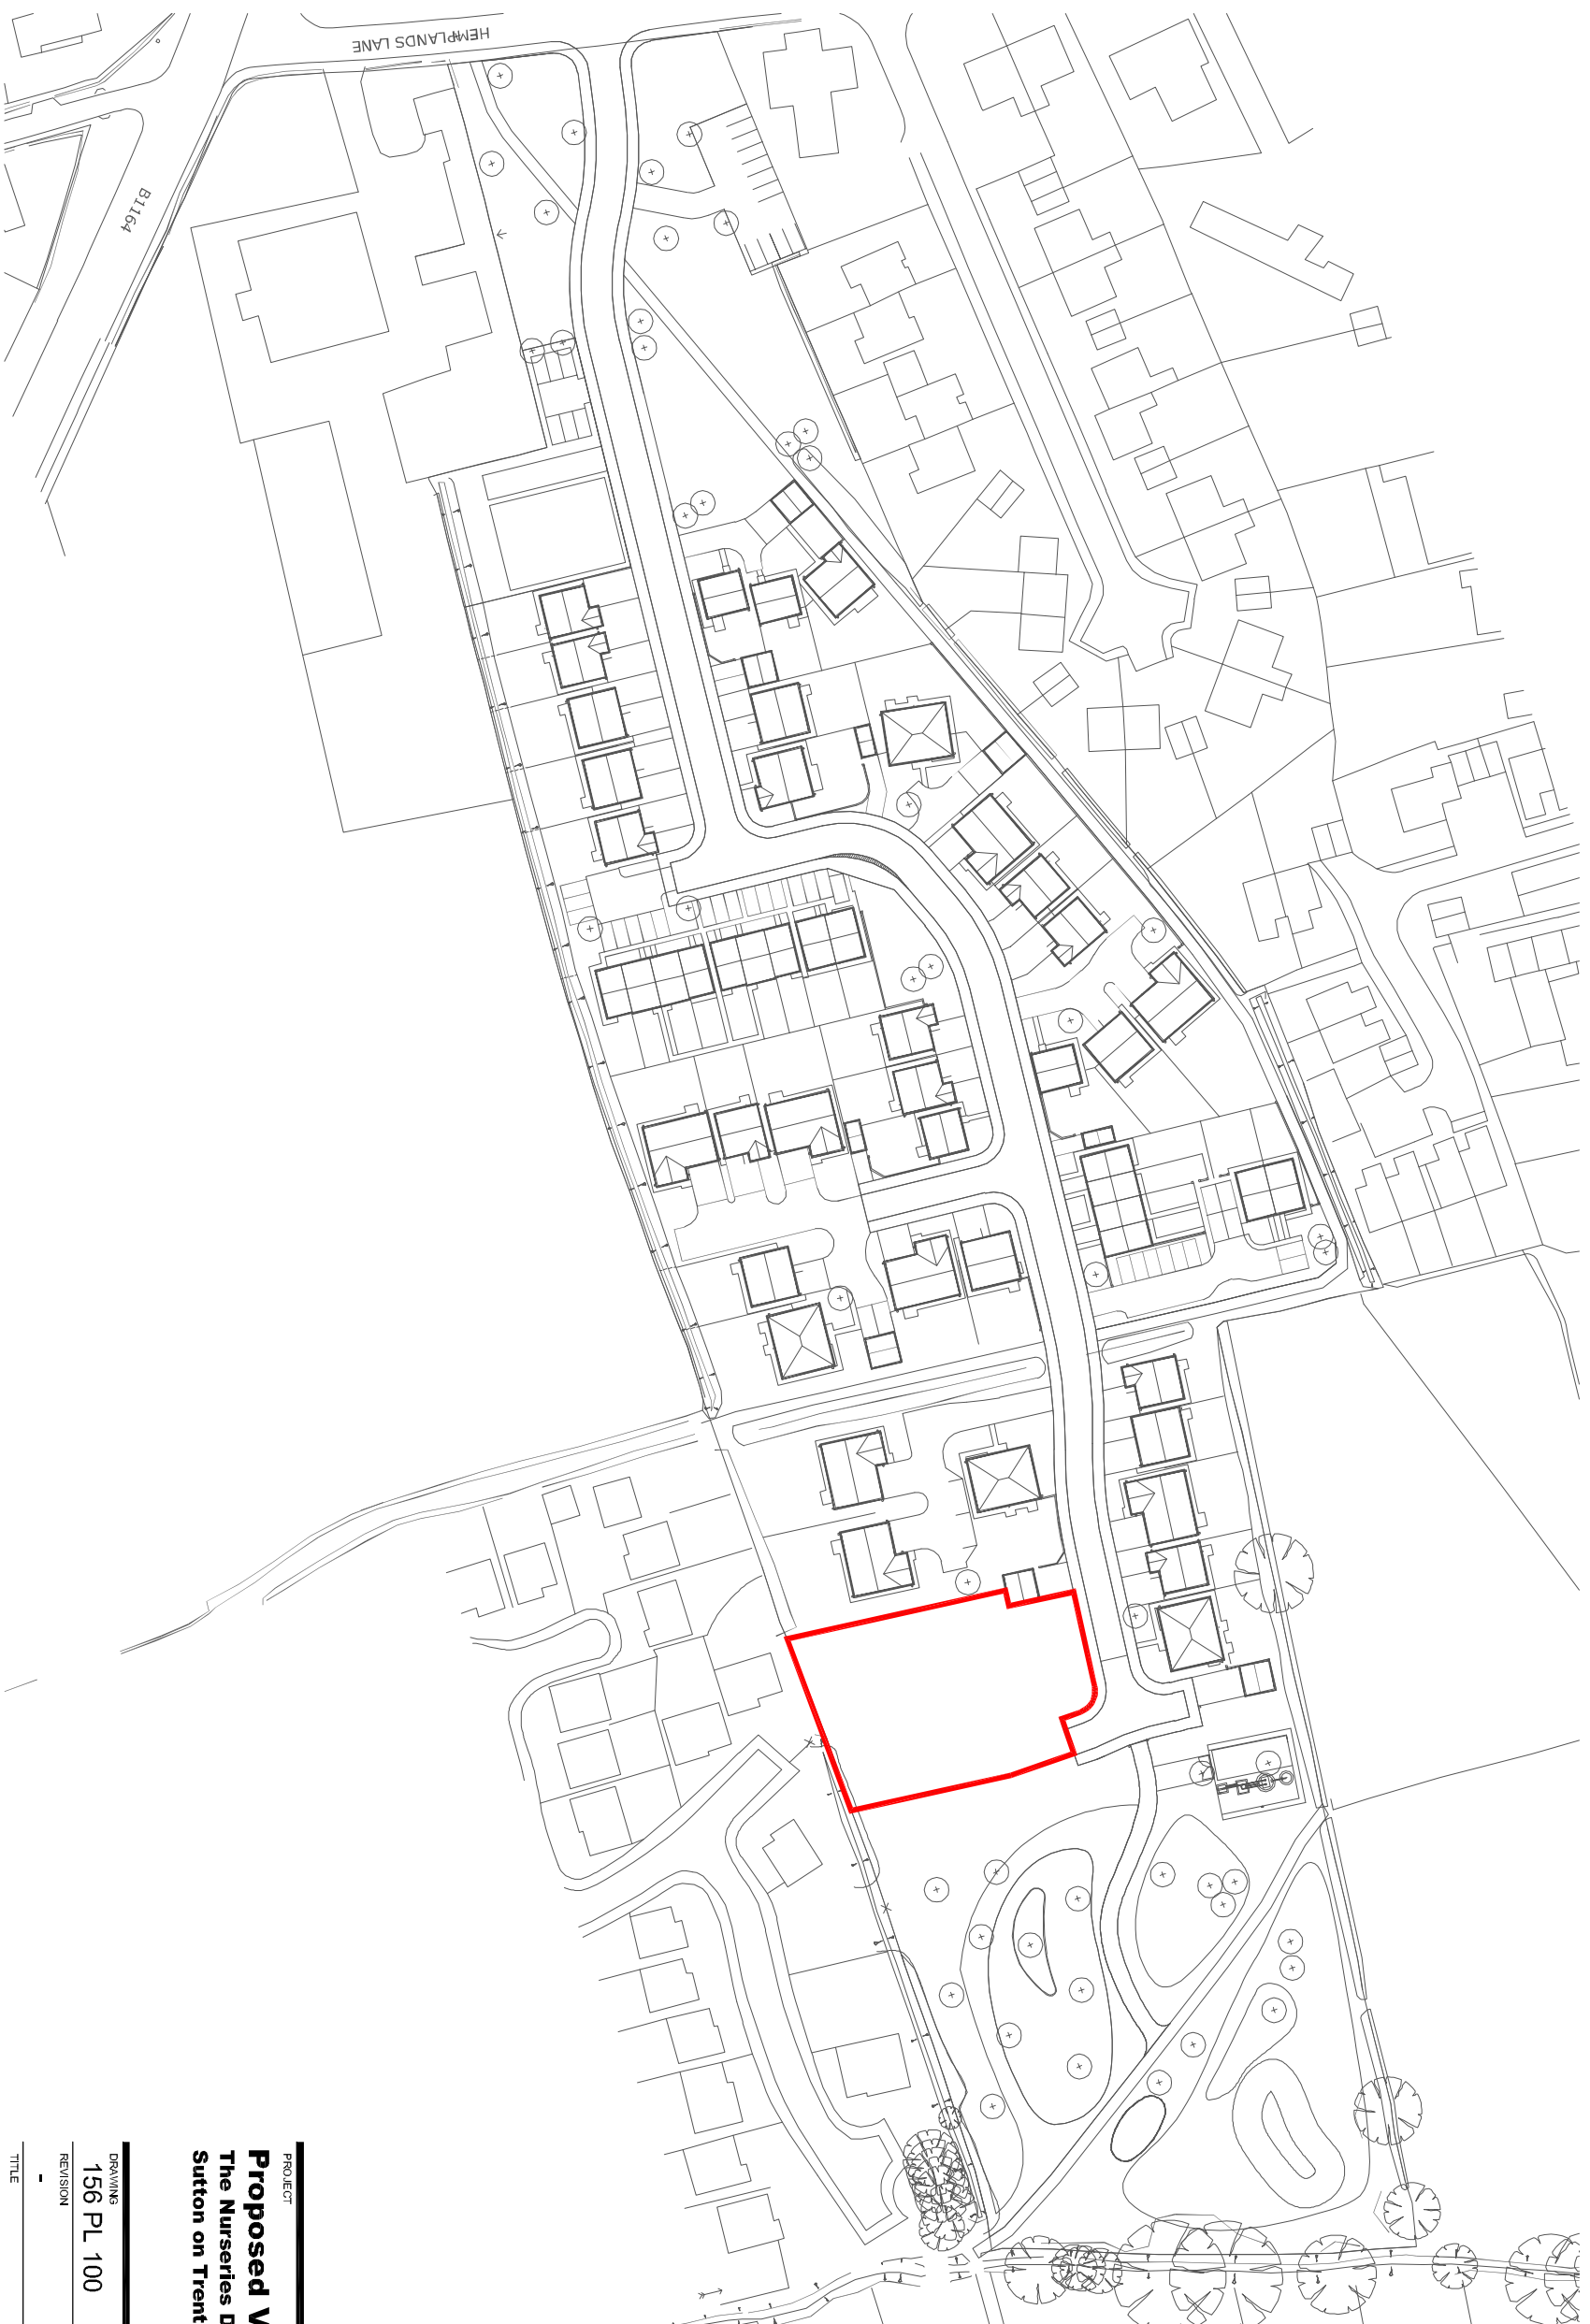 HEMPLANDS LANE
B1164
PROJECT
Proposed V
The Nurseries D
Sutton on Trent
DRAWING
156 PL 100
REVISION
-
TITLE